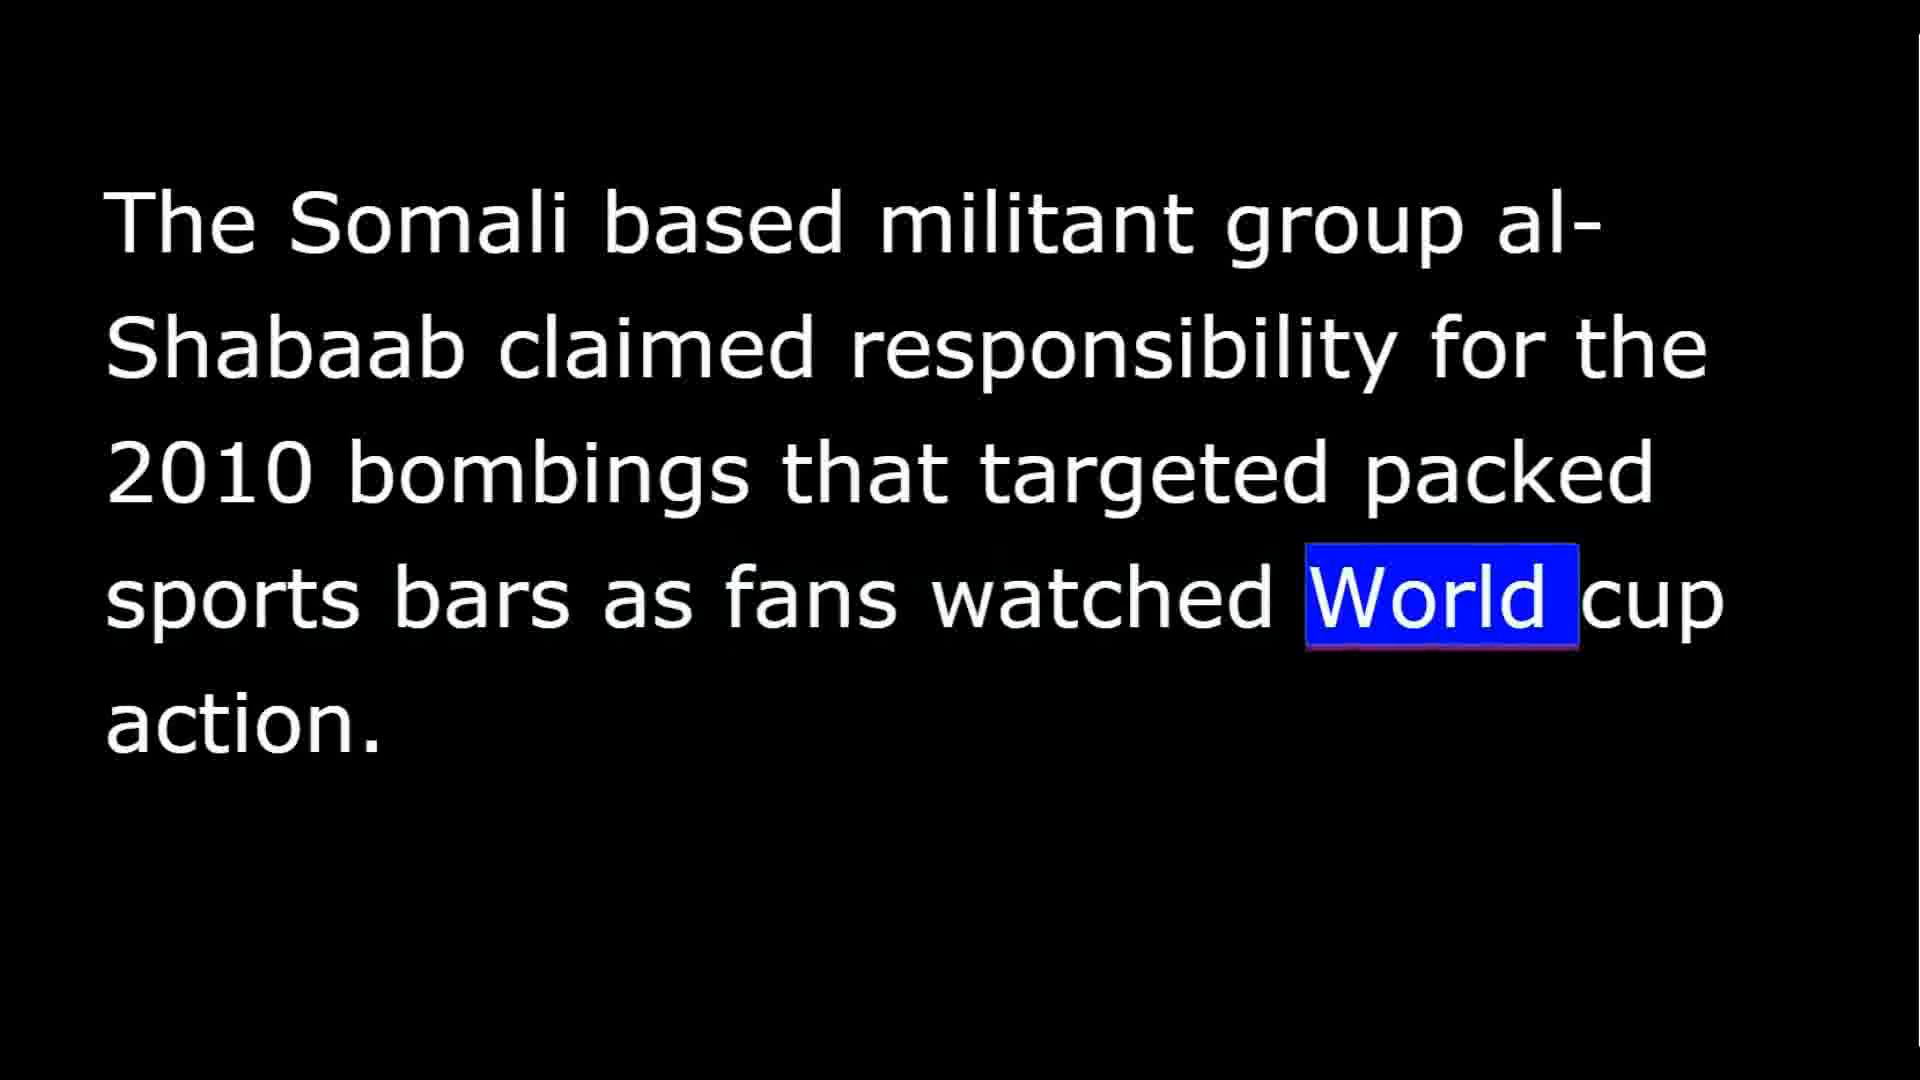 The Somali based militant group al-
Shabaab claimed responsibility for the
2010 bombings that targeted packed
sports bars as fans watched World cup
action.